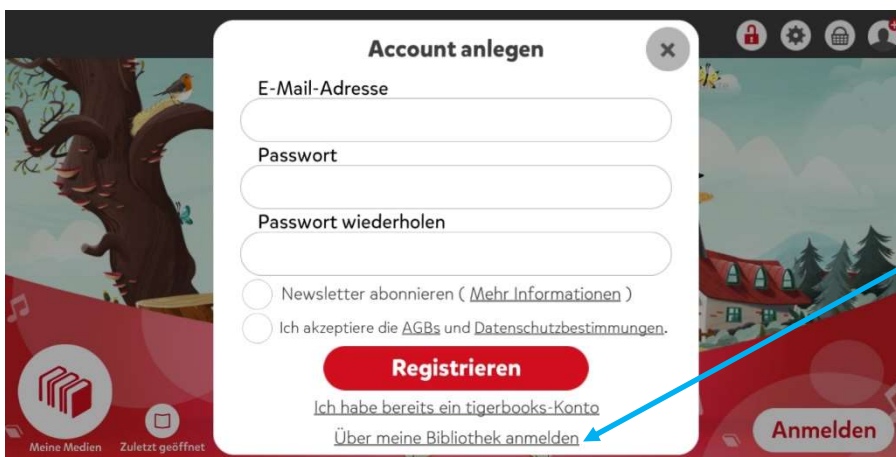 Account anlegen
E-Mail-Adresse
Passwort
Passwort wiederholen
Newsletter abonnieren ( Mehr Informationen )
Ich akzeptiere die AGBs und Datenschutzbestimmungen.
Registrieren
Ich habe bereits ein tigerbooks-Konto
Über meine Bibliothek anmelden
Meine Medien
Zuletzt geöffnet
Anmelden